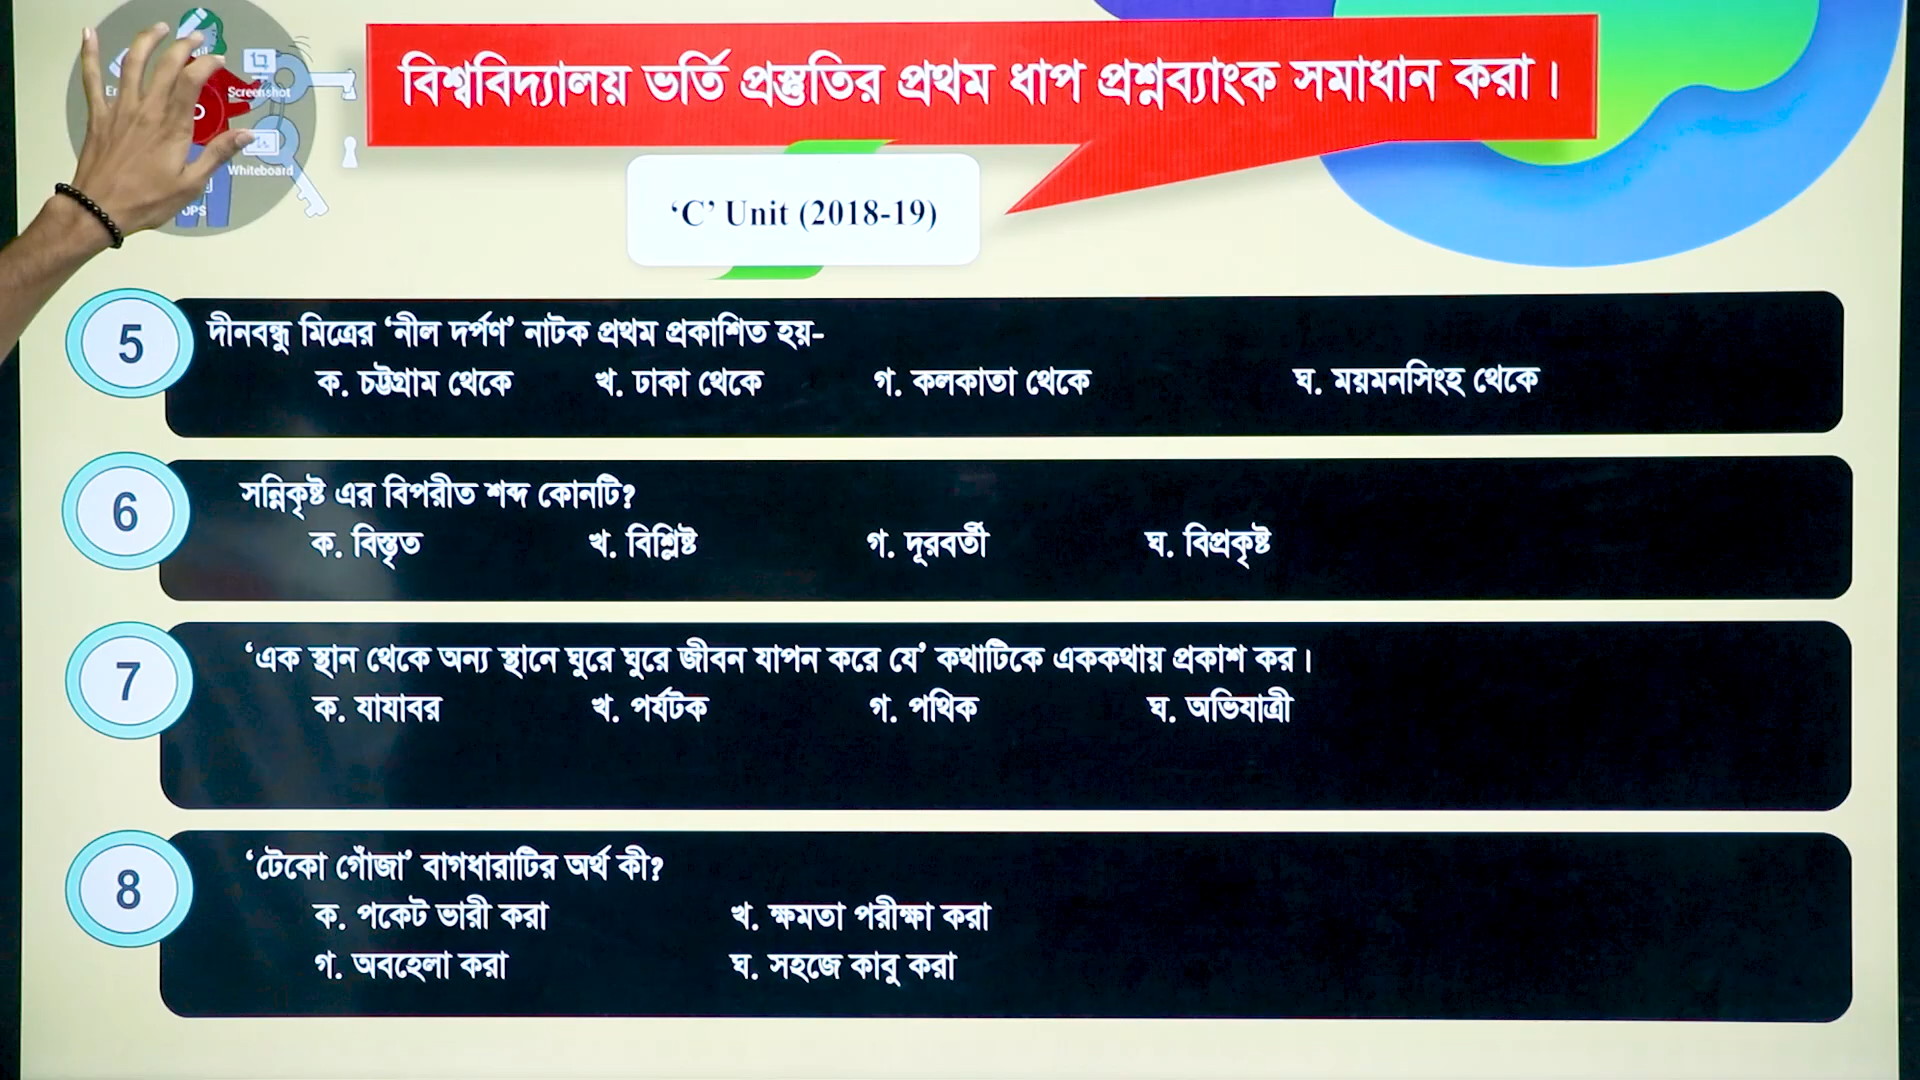 Screenshot
Whiteboard
OPS
বিশ্ববিদ্যালয় ভর্তি প্রস্তুতির প্রথম ধাপ প্রশ্নব্যাংক সমাধান করা।
‘C’ Unit (2018-19)
5
দীনবন্ধু মিত্রের ‘নীল দর্পণ’ নাটক প্রথম প্রকাশিত হয়-
ক. চট্টগ্রাম থেকে খ. ঢাকা থেকে গ. কলকাতা থেকে ঘ. ময়মনসিংহ থেকে
6
সন্নিকৃষ্ট এর বিপরীত শব্দ কোনটি?
ক. বিস্তৃত খ. বিশ্লিষ্ট গ. দূরবর্তী ঘ. বিপ্রকৃষ্ট
7
‘এক স্থান থেকে অন্য স্থানে ঘুরে ঘুরে জীবন যাপন করে যে’ কথাটিকে এককথায় প্রকাশ কর।
ক. যাযাবর খ. পর্যটক গ. পথিক ঘ. অভিযাত্রী
8
‘টেকো গোঁজা’ বাগধারাটির অর্থ কী?
ক. পকেট ভারী করা খ. ক্ষমতা পরীক্ষা করা
গ. অবহেলা করা ঘ. সহজে কাবু করা